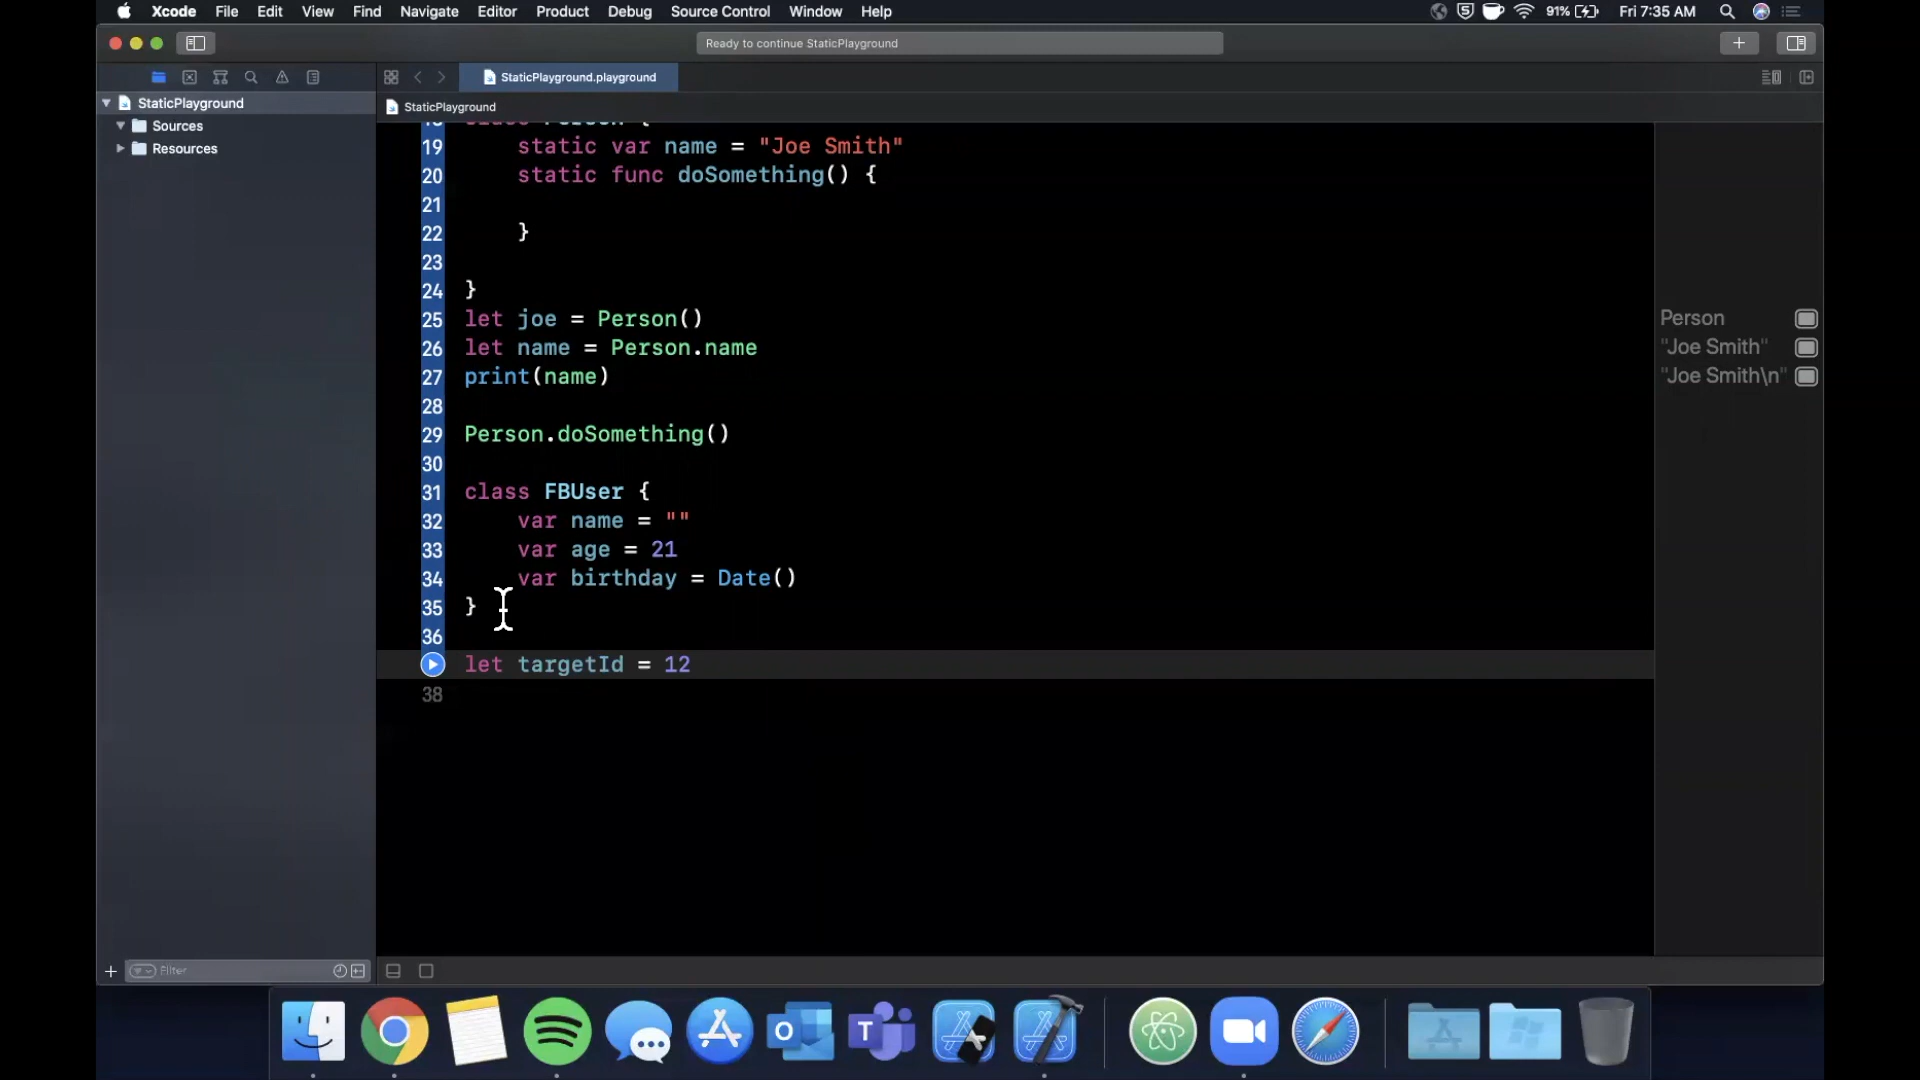 Xcode File Edit View Find Navigate Editor Product Debug Source Control Window Help 91% Fri 7:35 AM
Ready to continue StaticPlayground
StaticPlayground.playground
StaticPlayground
Sources
Resources
StaticPlayground
19 static var name = "Joe Smith"
20 static func doSomething() {
21
22 }
23
24 }
25 let joe = Person() Person
26 let name = Person.name "Joe Smith"
27 print(name) "Joe Smith\n"
28
29 Person.doSomething()
30
31 class FBUser {
32 var name = ""
33 var age = 21
34 var birthday = Date()
35 }
36
let targetId = 12
38
Filter